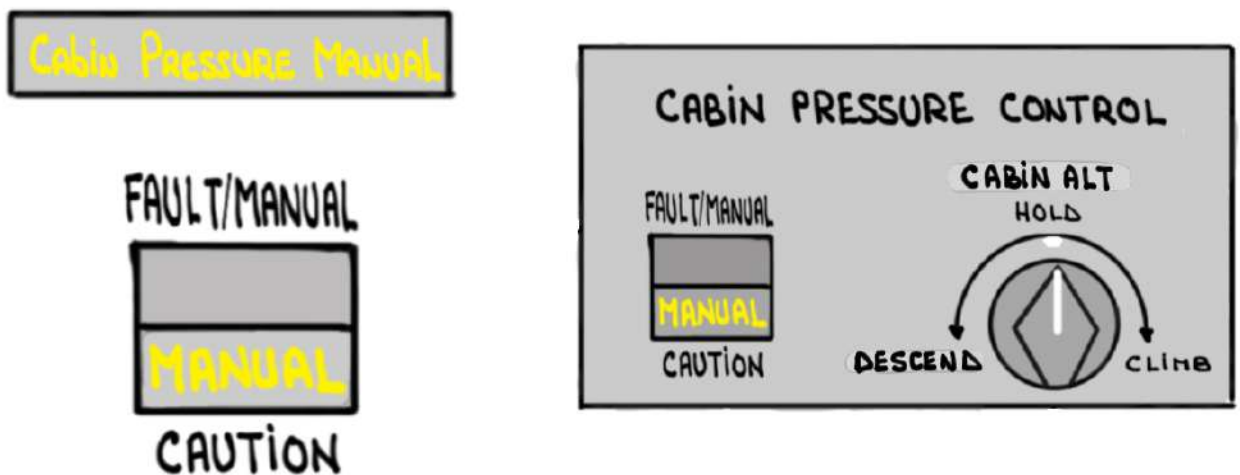 Cabin PRESSURE MANUAL
FAULT/MANUAL
MANUAL
CAUTION
CABIN PRESSURE CONTROL
FAULT/MANUAL
MANUAL
CAUTION
CABIN ALT
HOLD
DESCEND
CLIMB